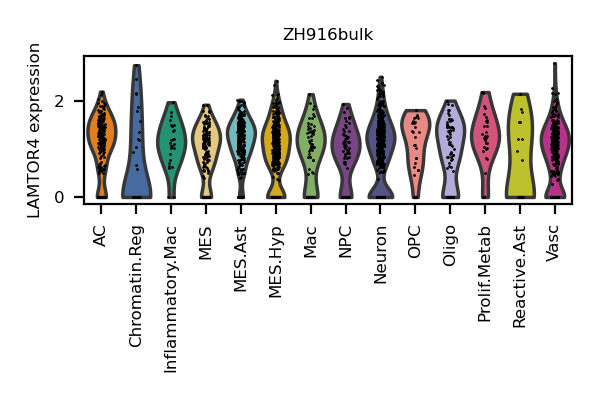 ZH916bulk
LAMTOR4 expression
2
0
AC
Chromatin.Reg
Inflammatory.Mac
MES
MES.Ast
MES.Hyp
Mac
NPC
Neuron
OPC
Oligo
Prolif.Metab
Reactive.Ast
Vasc